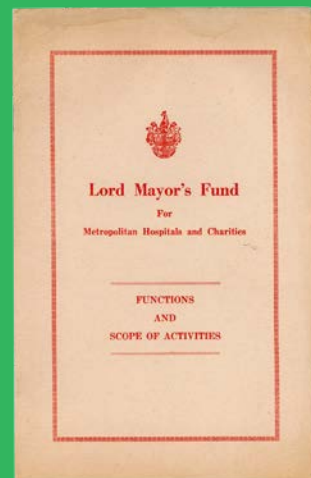 Lord Mayor's Fund
For
Metropolitan Hospitals and Charities
FUNCTIONS
AND
SCOPE OF ACTIVITIES